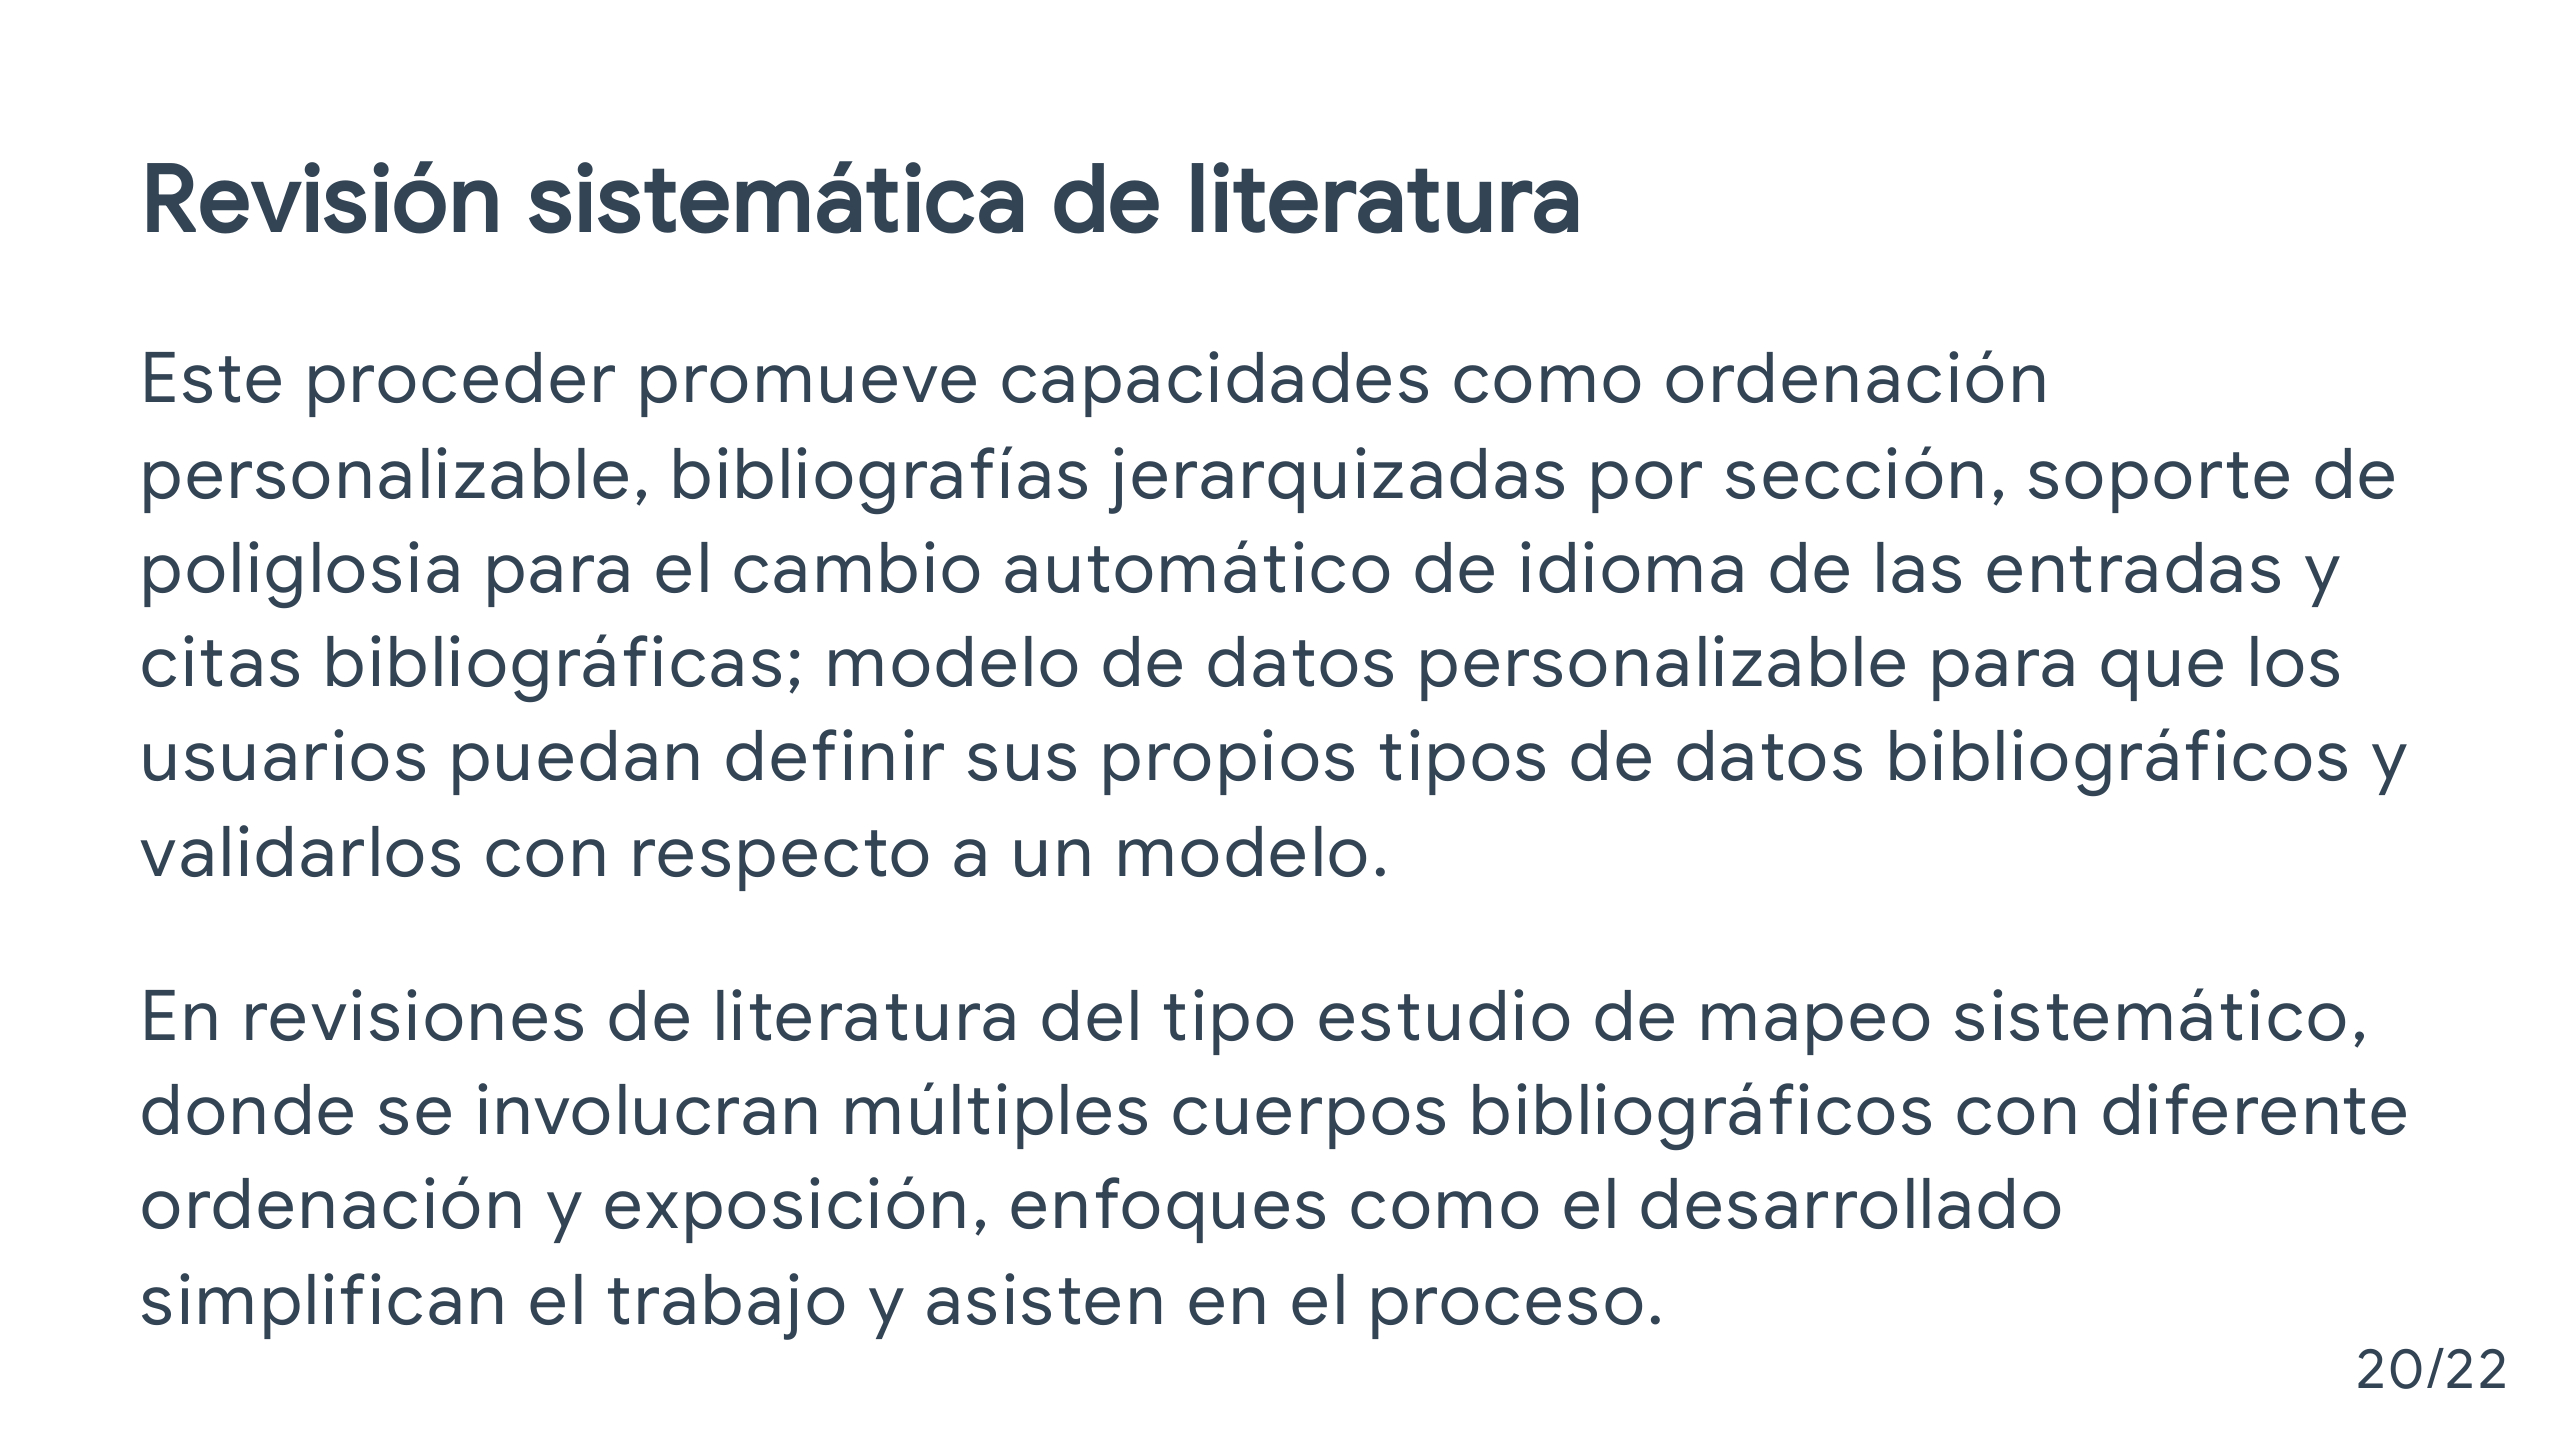 Revisión sistemática de literatura
Este proceder promueve capacidades como ordenación
personalizable, bibliografías jerarquizadas por sección, soporte de
poliglosia para el cambio automático de idioma de las entradas y
citas bibliográficas; modelo de datos personalizable para que los
usuarios puedan definir sus propios tipos de datos bibliográficos y
validarlos con respecto a un modelo.
En revisiones de literatura del tipo estudio de mapeo sistemático,
donde se involucran múltiples cuerpos bibliográficos con diferente
ordenación y exposición, enfoques como el desarrollado
simplifican el trabajo y asisten en el proceso.
20/22